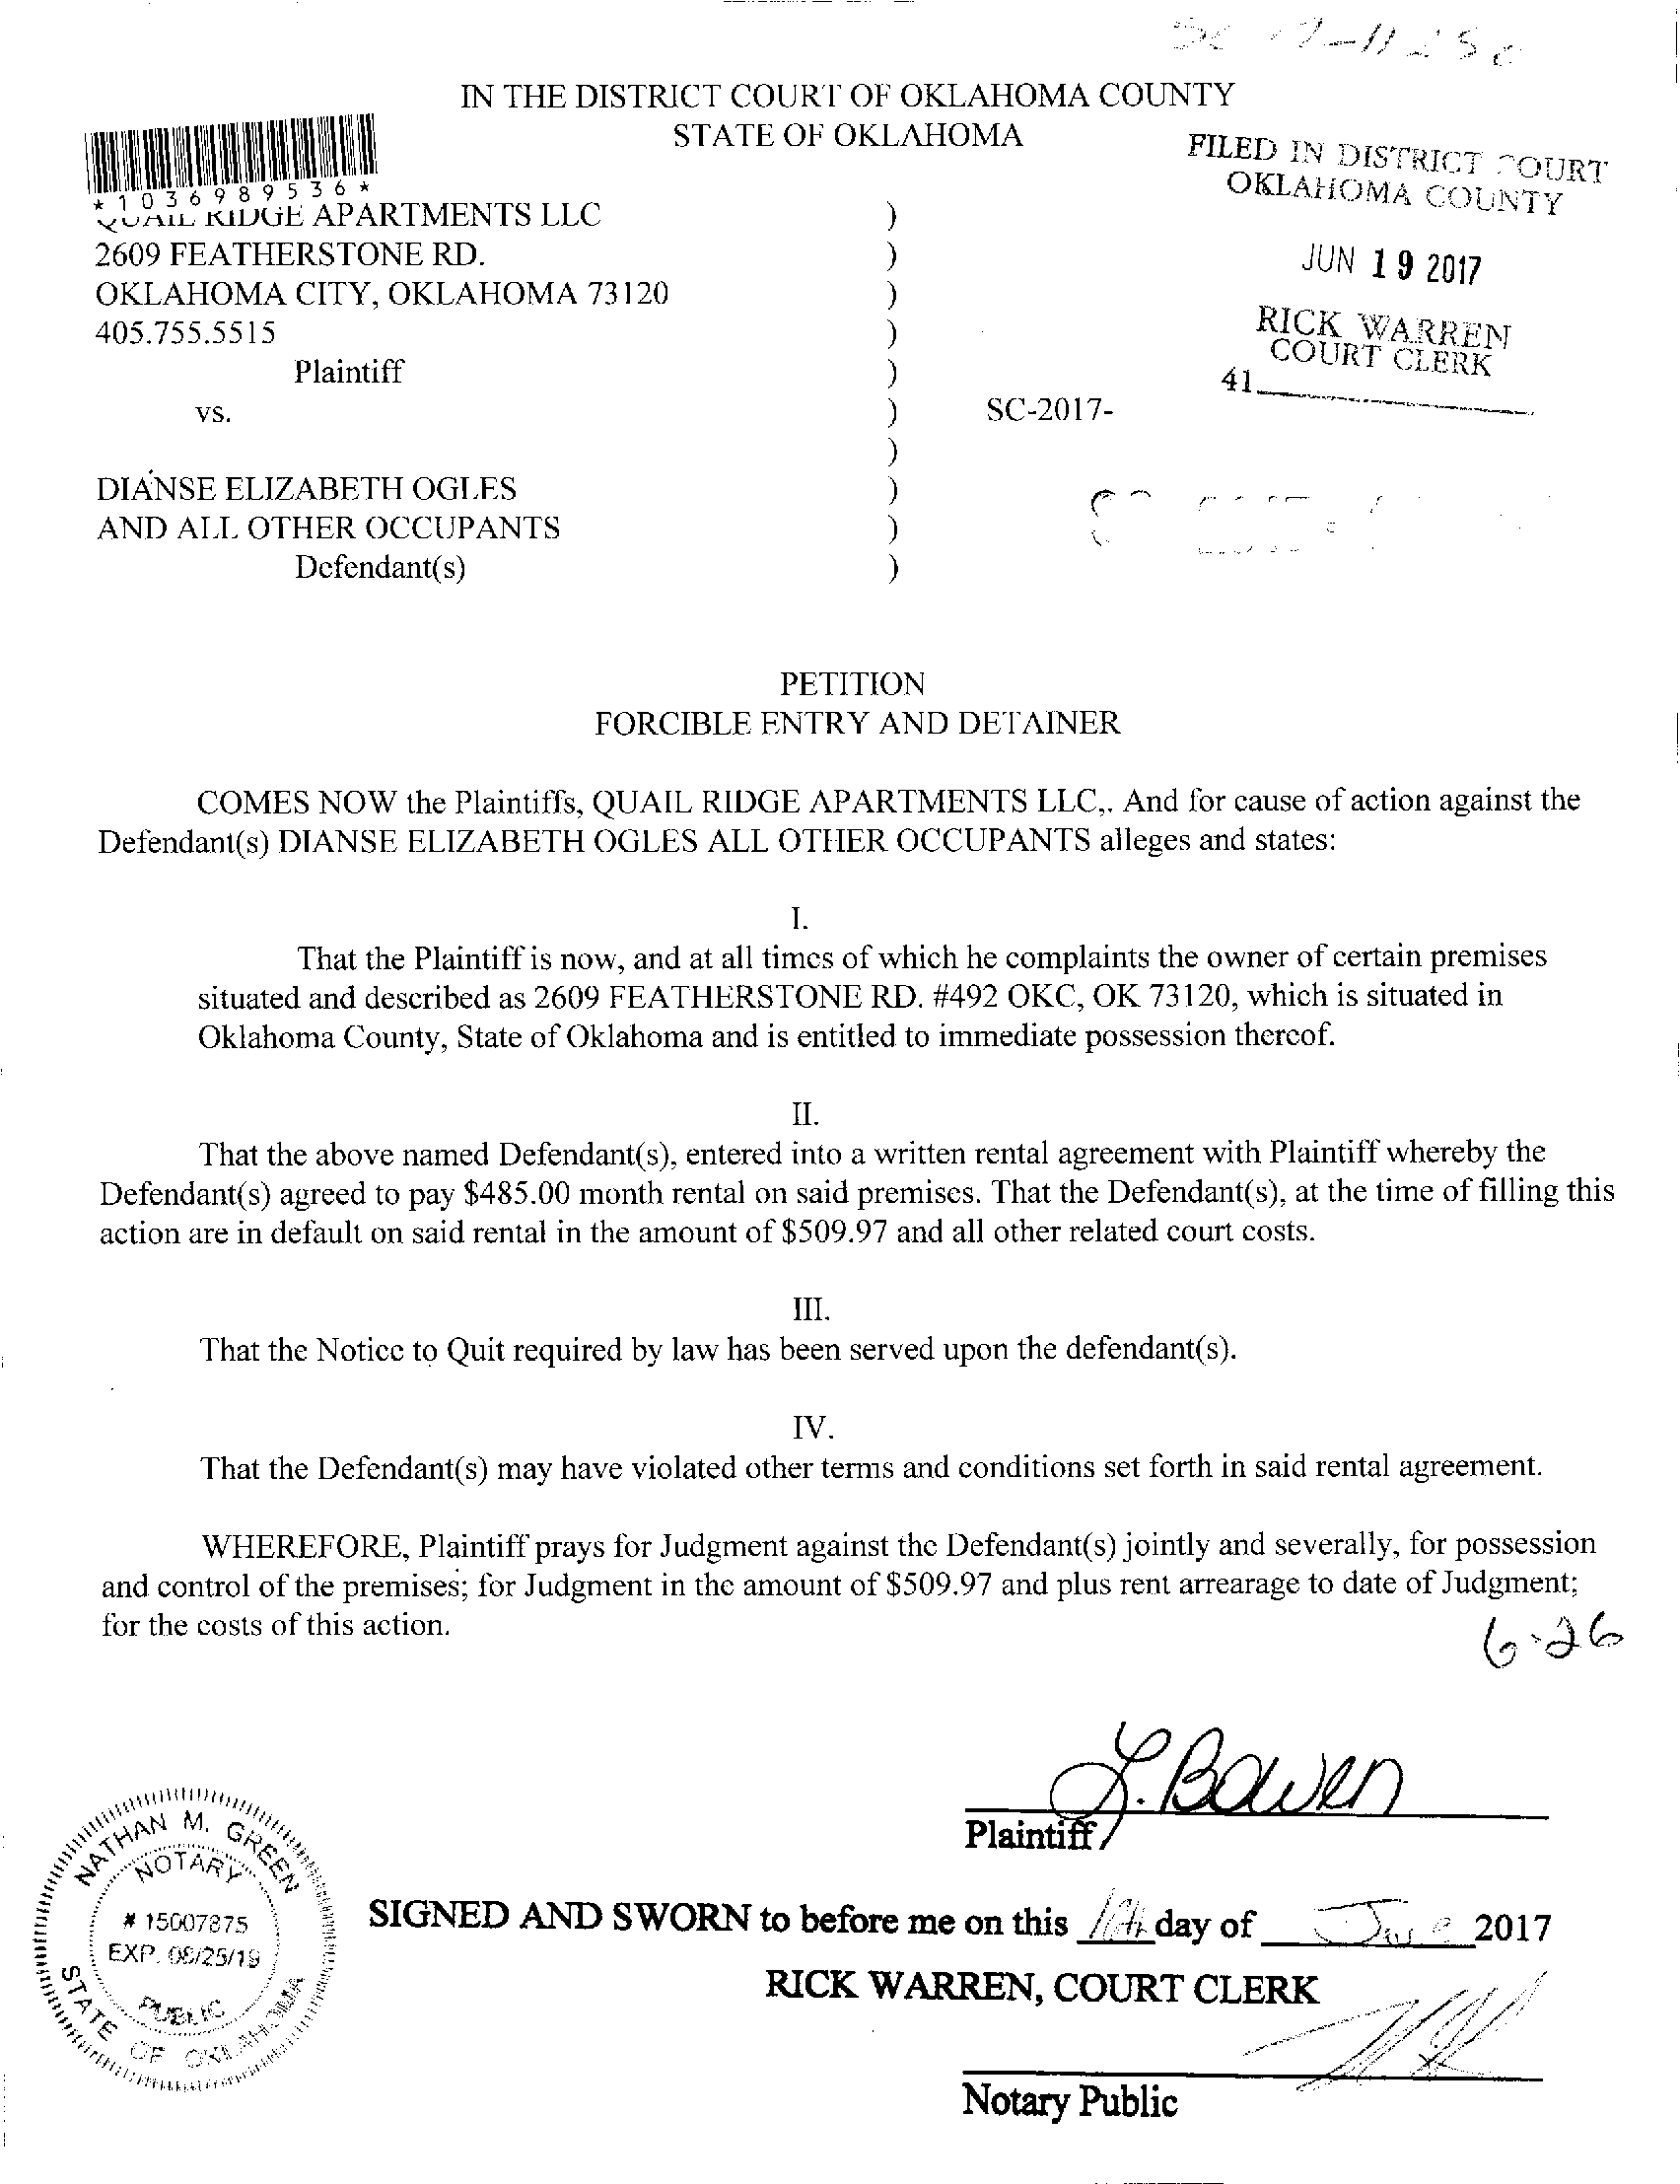 IN THE DISTRICT COURT OF OKLAHOMA COUNTY
STATE OF OKLAHOMA
FILED IN DISTRICT COURT
OKLAHOMA COUNTY
JUN 19 2017
RICK WARREN
COURT CLERK
41
*1036989536*
QUAIL RIDGE APARTMENTS LLC )
2609 FEATHERSTONE RD. )
OKLAHOMA CITY, OKLAHOMA 73120 )
405.755.5515 )
Plaintiff )
vs. ) SC-2017-
)
DIANSE ELIZABETH OGLES )
AND ALL OTHER OCCUPANTS )
Defendant(s) )
PETITION
FORCIBLE ENTRY AND DETAINER
COMES NOW the Plaintiffs, QUAIL RIDGE APARTMENTS LLC,. And for cause of action against the
Defendant(s) DIANSE ELIZABETH OGLES ALL OTHER OCCUPANTS alleges and states:
I.
That the Plaintiff is now, and at all times of which he complaints the owner of certain premises
situated and described as 2609 FEATHERSTONE RD. #492 OKC, OK 73120, which is situated in
Oklahoma County, State of Oklahoma and is entitled to immediate possession thereof.
II.
That the above named Defendant(s), entered into a written rental agreement with Plaintiff whereby the
Defendant(s) agreed to pay $485.00 month rental on said premises. That the Defendant(s), at the time of filling this
action are in default on said rental in the amount of $509.97 and all other related court costs.
III.
That the Notice to Quit required by law has been served upon the defendant(s).
IV.
That the Defendant(s) may have violated other terms and conditions set forth in said rental agreement.
WHEREFORE, Plaintiff prays for Judgment against the Defendant(s) jointly and severally, for possession
and control of the premises; for Judgment in the amount of $509.97 and plus rent arrearage to date of Judgment;
for the costs of this action.
6-26
L. Bowen
Plaintiff
NATHAN M. GREEN
NOTARY
# 15007875
EXP. 08/25/19
PUBLIC
STATE OF OKLAHOMA
SIGNED AND SWORN to before me on this day of June 2017
RICK WARREN, COURT CLERK
Notary Public